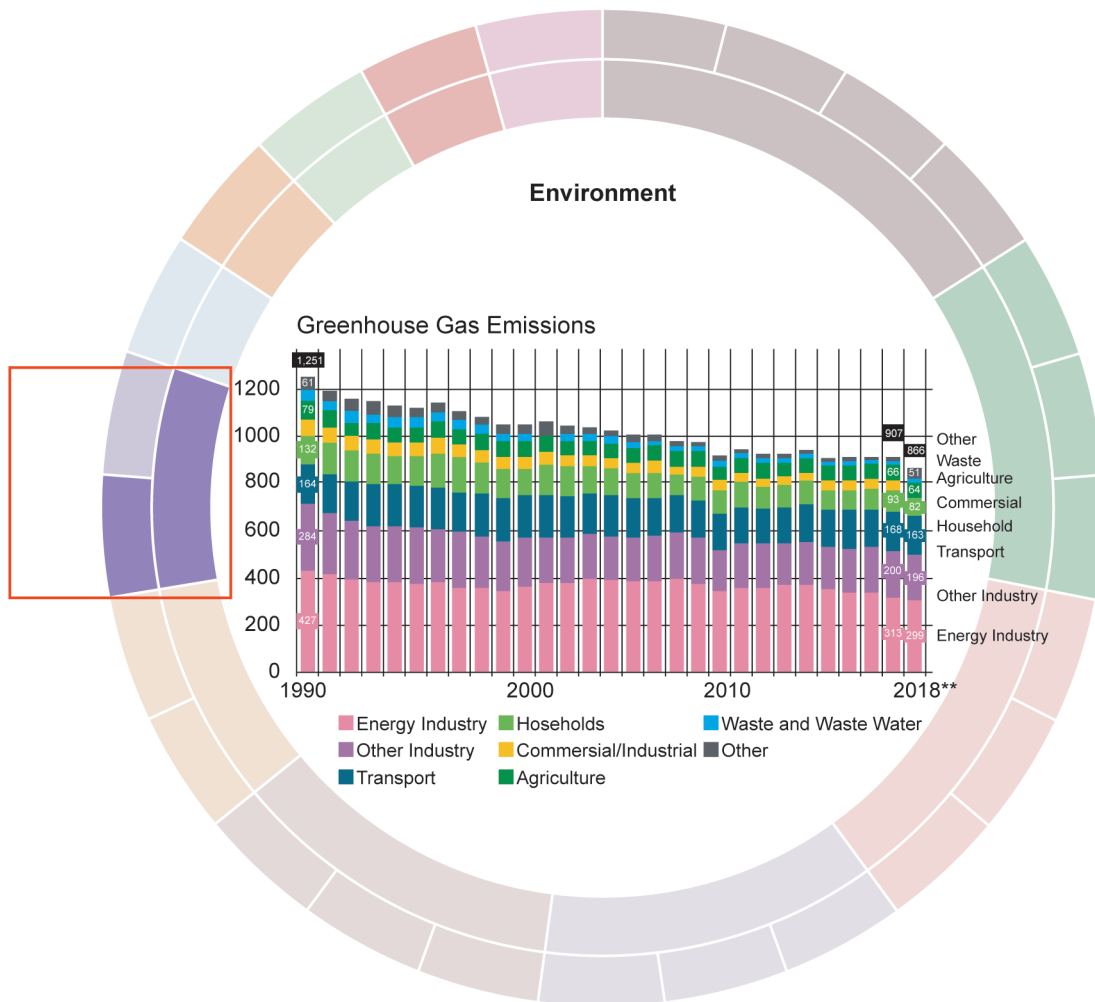 Environment
Greenhouse Gas Emissions
1,251
61
79
132
164
284
427
907
66
93
168
200
313
866
51
64
82
163
196
299
1200
1000
800
600
400
200
0
1990
2000
2010
2018**
Other
Waste
Agriculture
Commercial
Household
Transport
Other Industry
Energy Industry
Energy Industry
Hoseholds
Waste and Waste Water
Other Industry
Commersial/Industrial
Other
Transport
Agriculture